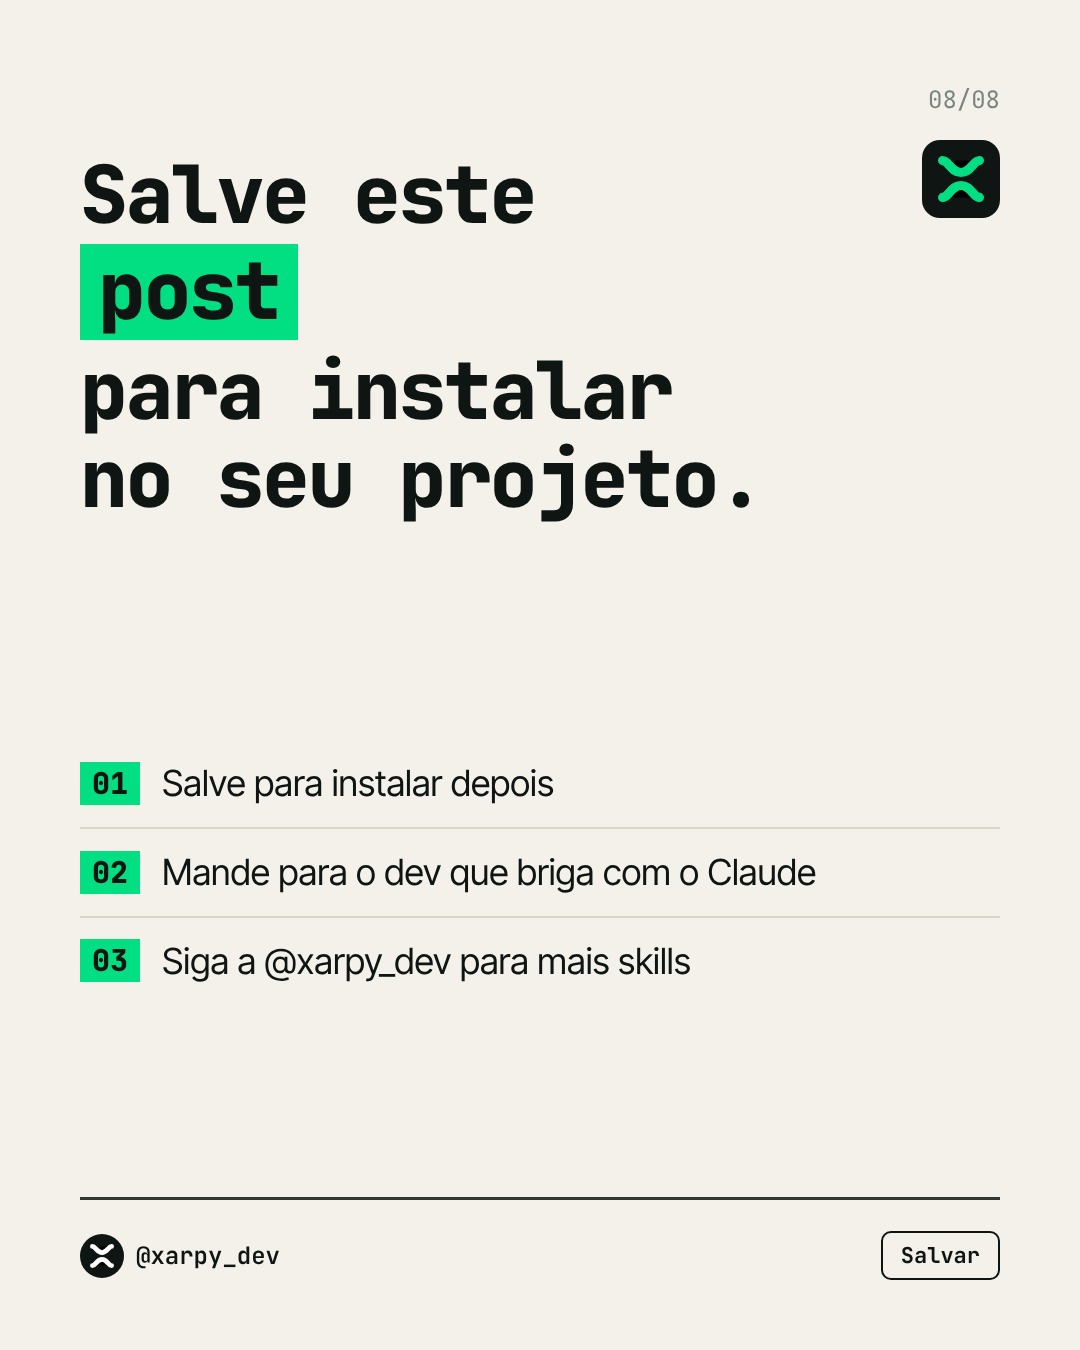 08/08
Salve este
post
para instalar
no seu projeto.
01 Salve para instalar depois
02 Mande para o dev que briga com o Claude
03 Siga a @xarpy_dev para mais skills
@xarpy_dev
Salvar